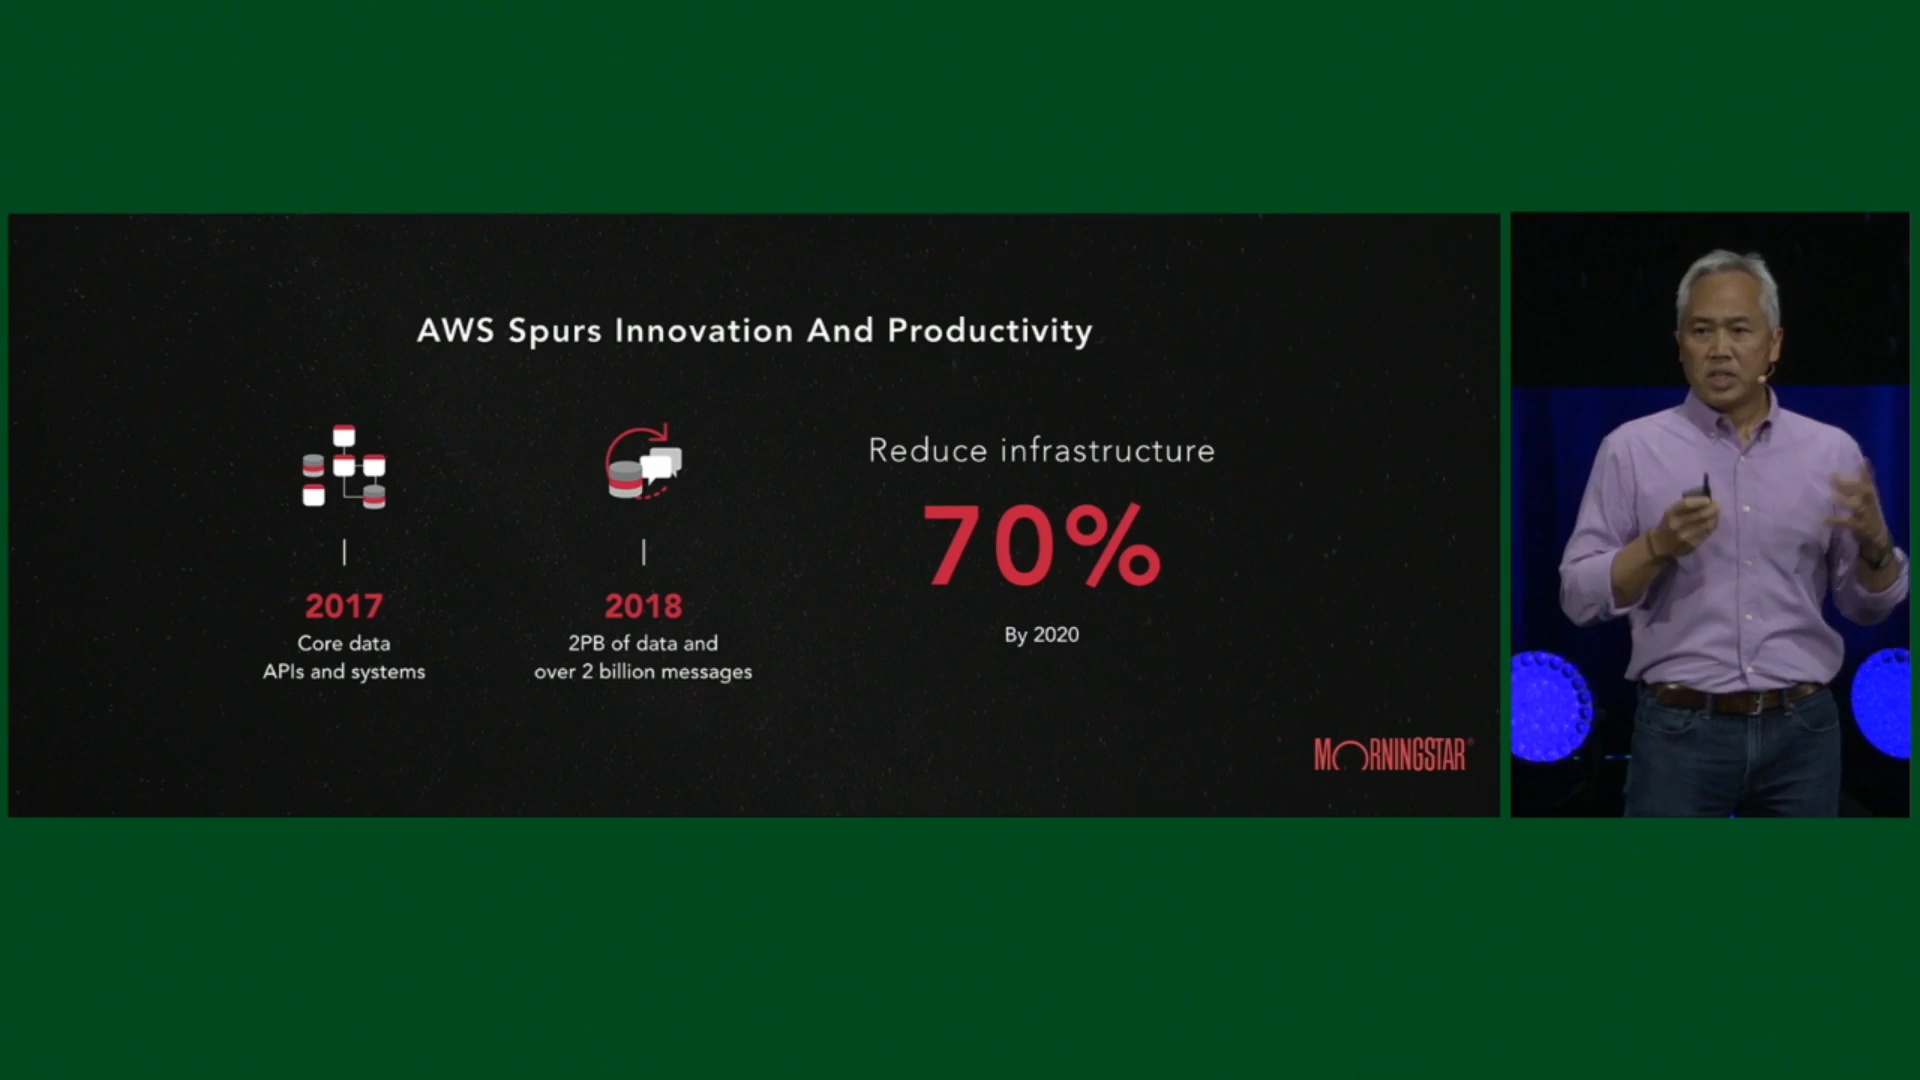 AWS Spurs Innovation And Productivity
2017
Core data
APIs and systems
2018
2PB of data and
over 2 billion messages
Reduce infrastructure
70%
By 2020
MORNINGSTAR®